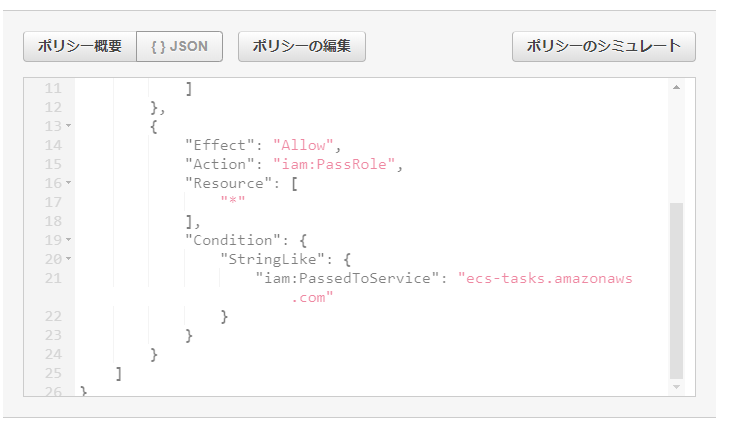 ポリシー概要 { } JSON ポリシーの編集 ポリシーのシミュレート
11 ]
12 },
13 {
14 "Effect": "Allow",
15 "Action": "iam:PassRole",
16 "Resource": [
17 "*"
18 ],
19 "Condition": {
20 "StringLike": {
21 "iam:PassedToService": "ecs-tasks.amazonaws
.com"
22 }
23 }
24 }
25 ]
26 }